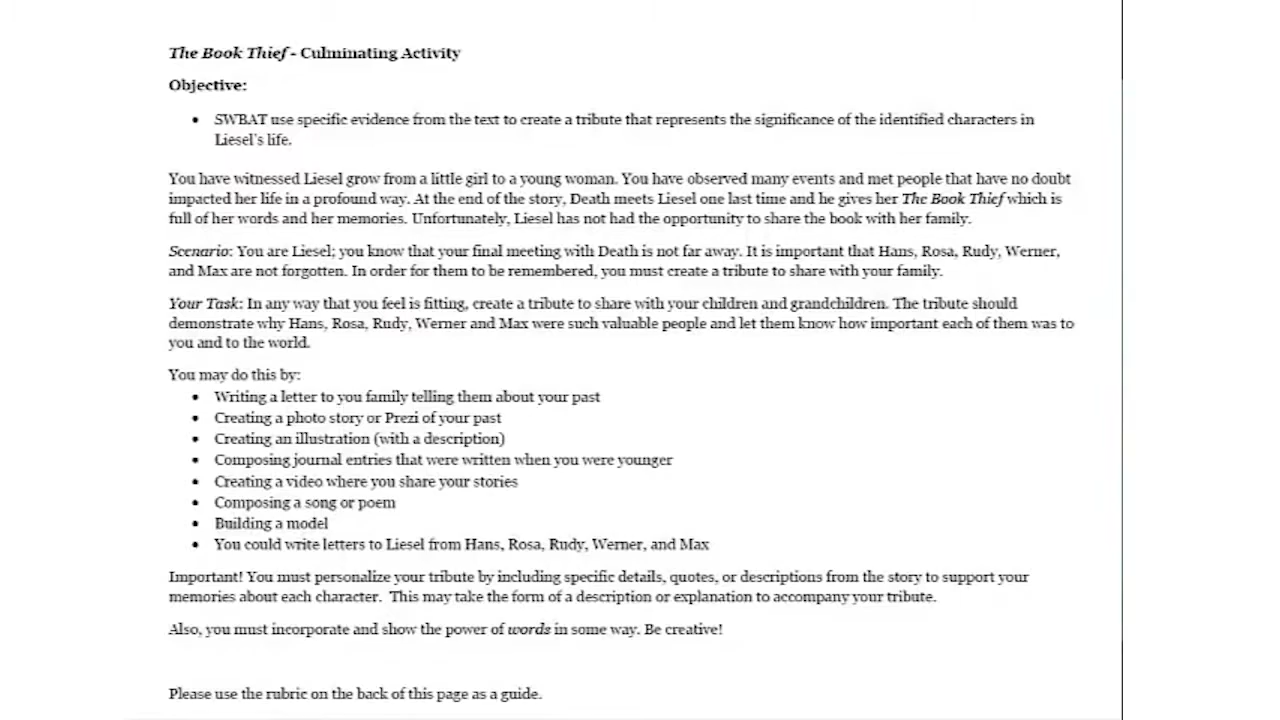 The Book Thief - Culminating Activity
Objective:
• SWBAT use specific evidence from the text to create a tribute that represents the significance of the identified characters in
Liesel's life.
You have witnessed Liesel grow from a little girl to a young woman. You have observed many events and met people that have no doubt
impacted her life in a profound way. At the end of the story, Death meets Liesel one last time and he gives her The Book Thief which is
full of her words and her memories. Unfortunately, Liesel has not had the opportunity to share the book with her family.
Scenario: You are Liesel; you know that your final meeting with Death is not far away. It is important that Hans, Rosa, Rudy, Werner,
and Max are not forgotten. In order for them to be remembered, you must create a tribute to share with your family.
Your Task: In any way that you feel is fitting, create a tribute to share with your children and grandchildren. The tribute should
demonstrate why Hans, Rosa, Rudy, Werner and Max were such valuable people and let them know how important each of them was to
you and to the world.
You may do this by:
• Writing a letter to you family telling them about your past
• Creating a photo story or Prezi of your past
• Creating an illustration (with a description)
• Composing journal entries that were written when you were younger
• Creating a video where you share your stories
• Composing a song or poem
• Building a model
• You could write letters to Liesel from Hans, Rosa, Rudy, Werner, and Max
Important! You must personalize your tribute by including specific details, quotes, or descriptions from the story to support your
memories about each character. This may take the form of a description or explanation to accompany your tribute.
Also, you must incorporate and show the power of words in some way. Be creative!
Please use the rubric on the back of this page as a guide.